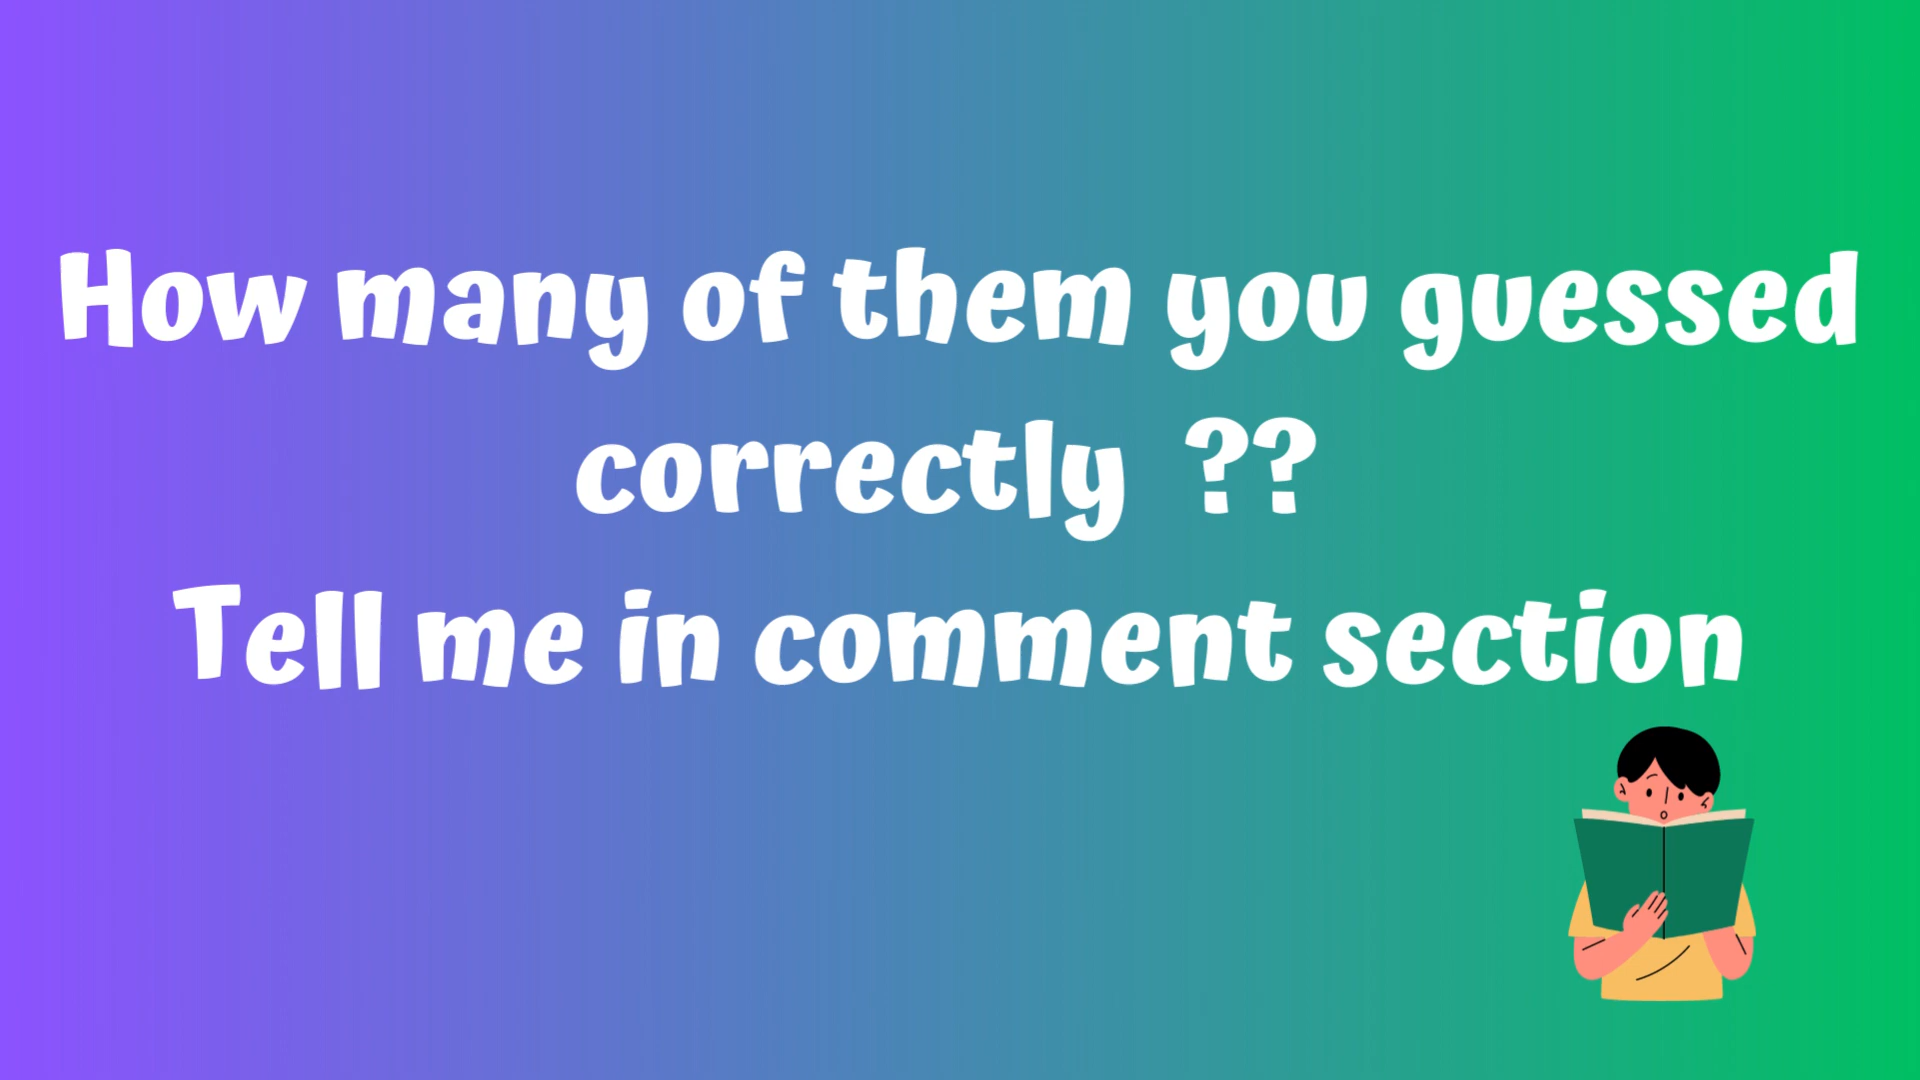 How many of them you guessed
correctly ??
Tell me in comment section